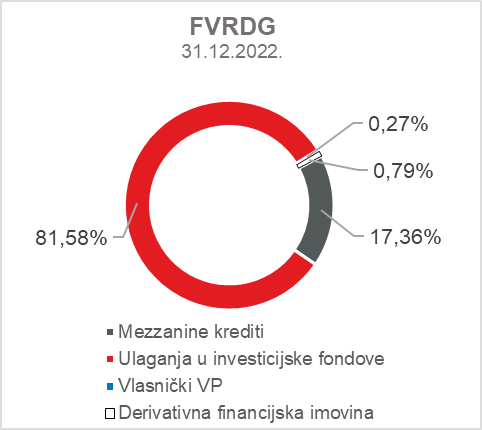 FVRDG
31.12.2022.
0,27%
0,79%
81,58%
17,36%
Mezzanine krediti
Ulaganja u investicijske fondove
Vlasnički VP
Derivativna financijska imovina